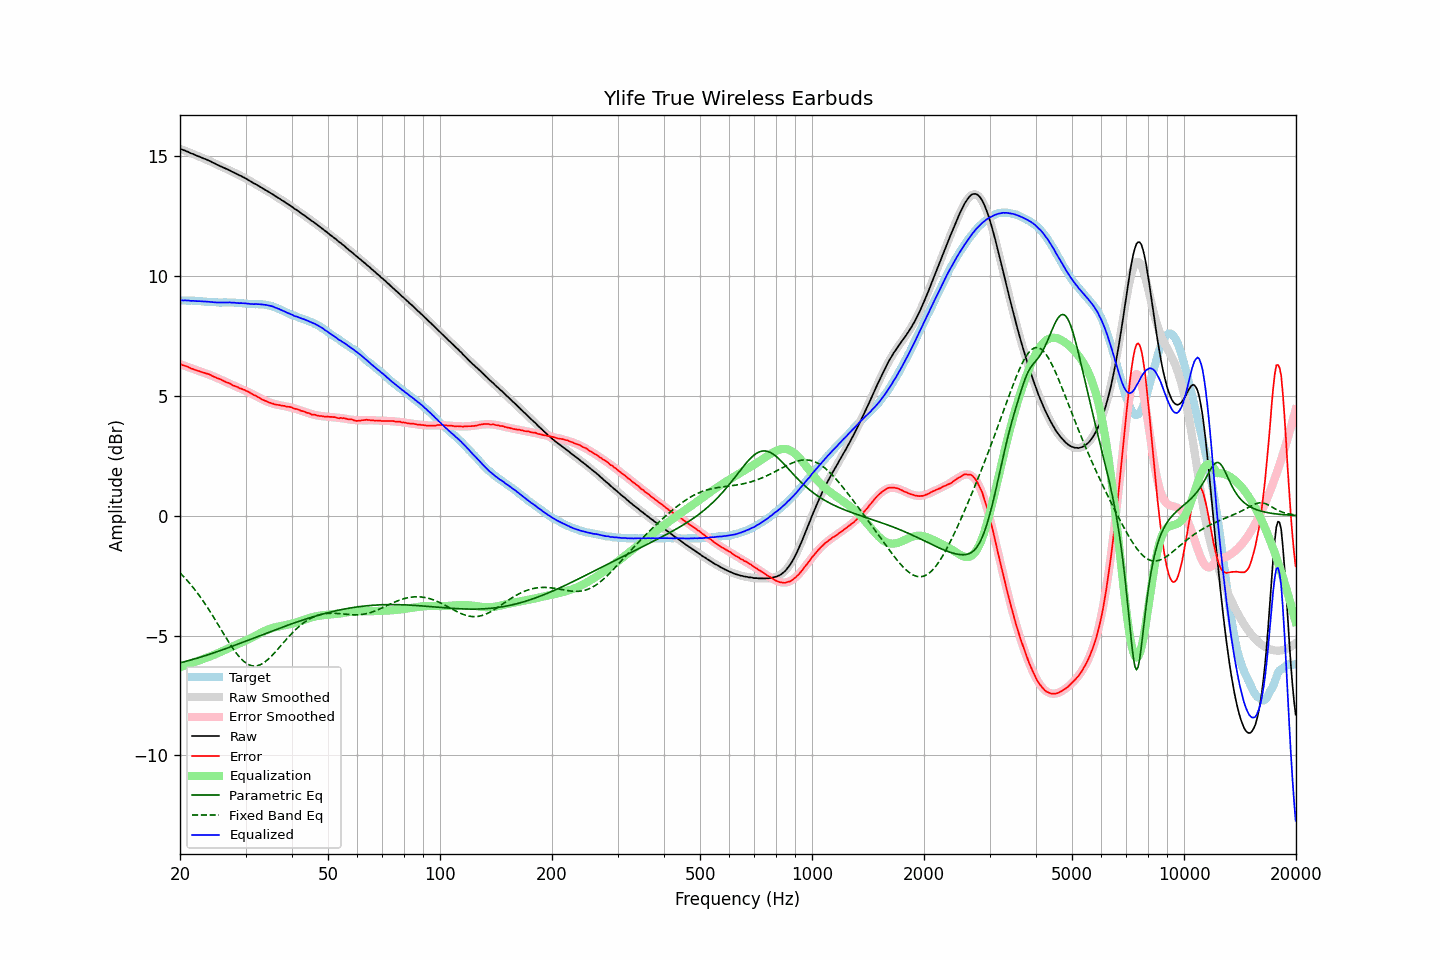 Ylife True Wireless Earbuds
Amplitude (dBr)
15
10
5
0
−5
−10
Target
Raw Smoothed
Error Smoothed
Raw
Error
Equalization
Parametric Eq
Fixed Band Eq
Equalized
20 50 100 200 500 1000 2000 5000 10000 20000
Frequency (Hz)